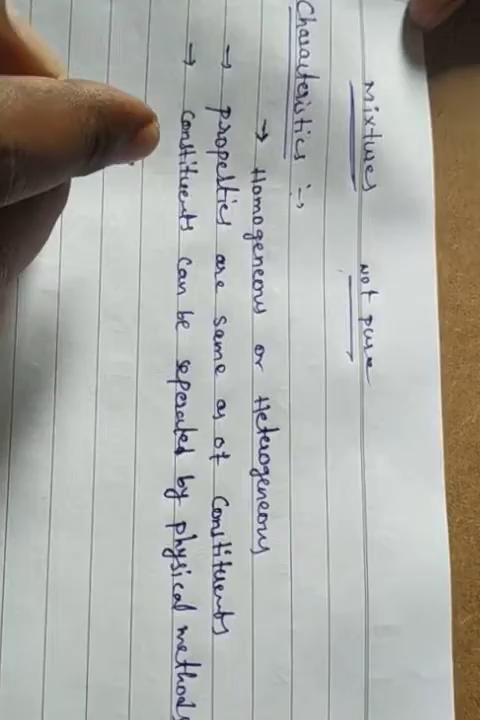 Mixtures Not pure
Characteristics :-
→ Homogeneous or Heterogeneous
→ properties are same as of Constituents
→ Constituents can be seperated by physical methods